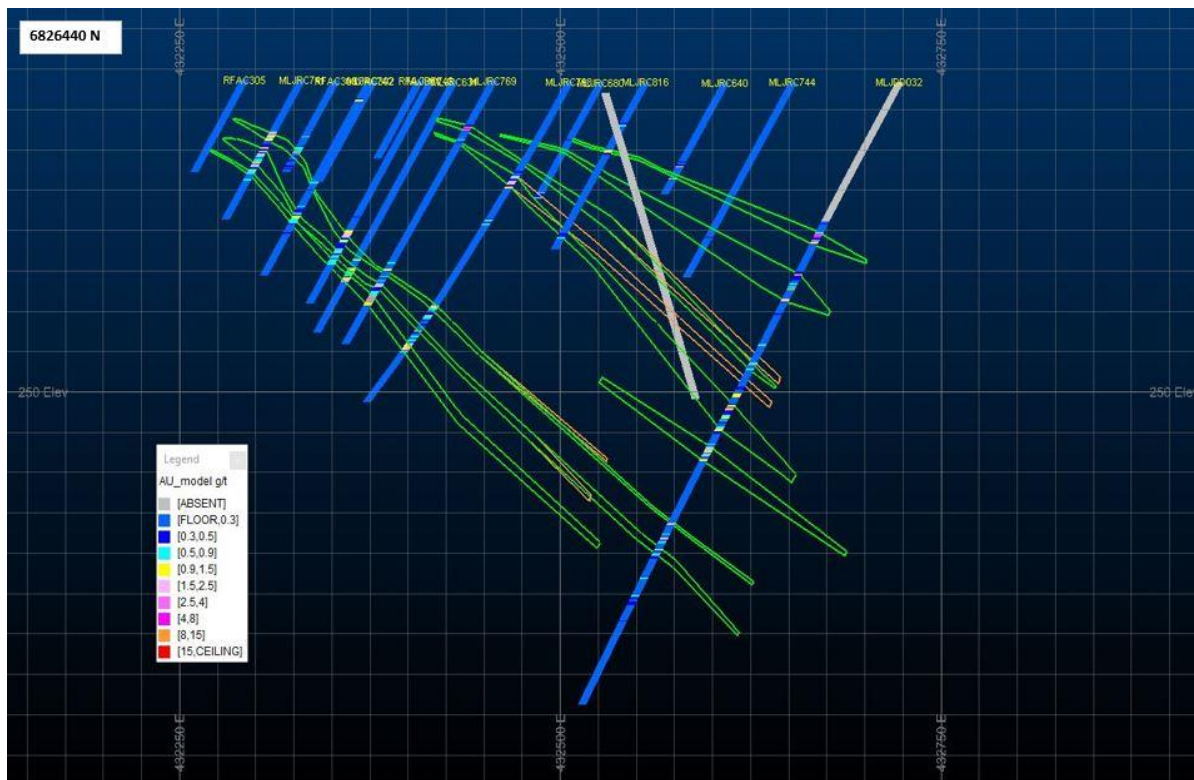 6826440 N
432250 E
432500 E
432750 E
RFAC305
MLJRC769
MLJRC816
MLJRC640
MLJRC744
MLJDD032
250 Elev
250 Elev
Legend
AU_model g/t
[ABSENT]
[FLOOR,0.3]
[0.3,0.5]
[0.5,0.9]
[0.9,1.5]
[1.5,2.5]
[2.5,4]
[4,8]
[8,15]
[15,CEILING]
432250 E
432500 E
432750 E